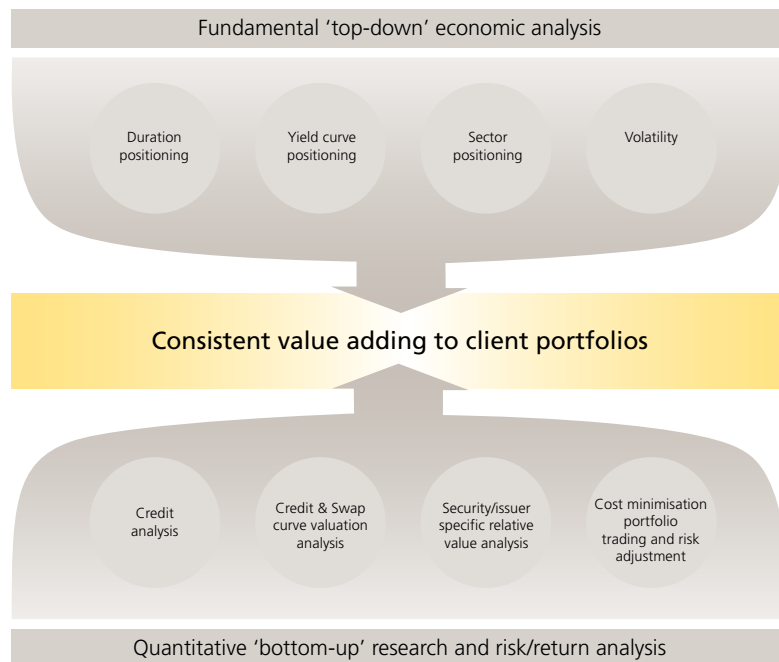 Fundamental ‘top-down’ economic analysis
Duration
positioning
Yield curve
positioning
Sector
positioning
Volatility
Consistent value adding to client portfolios
Credit
analysis
Credit & Swap
curve valuation
analysis
Security/issuer
specific relative
value analysis
Cost minimisation
portfolio
trading and risk
adjustment
Quantitative ‘bottom-up’ research and risk/return analysis